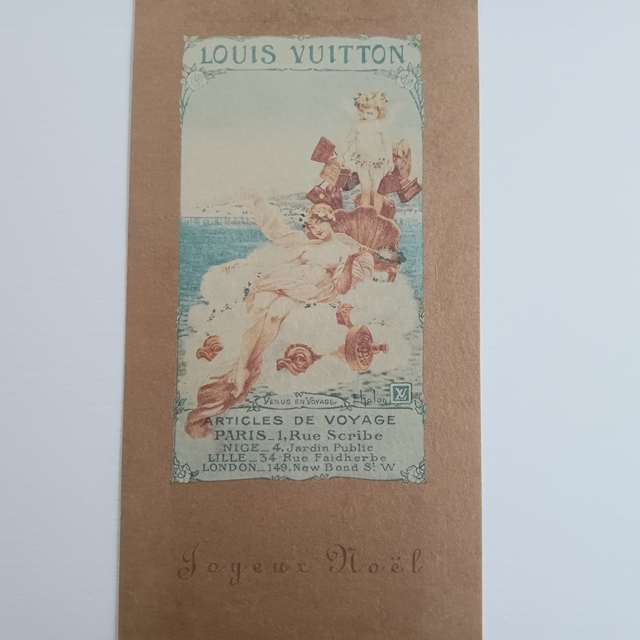 LOUIS VUITTON
VENUS EN VOYAGE
LV
ARTICLES DE VOYAGE
PARIS_1, Rue Scribe
NICE_4, Jardin Public
LILLE_34 Rue Faidherbe
LONDON_149, New Bond St. W
Joyeux Noël